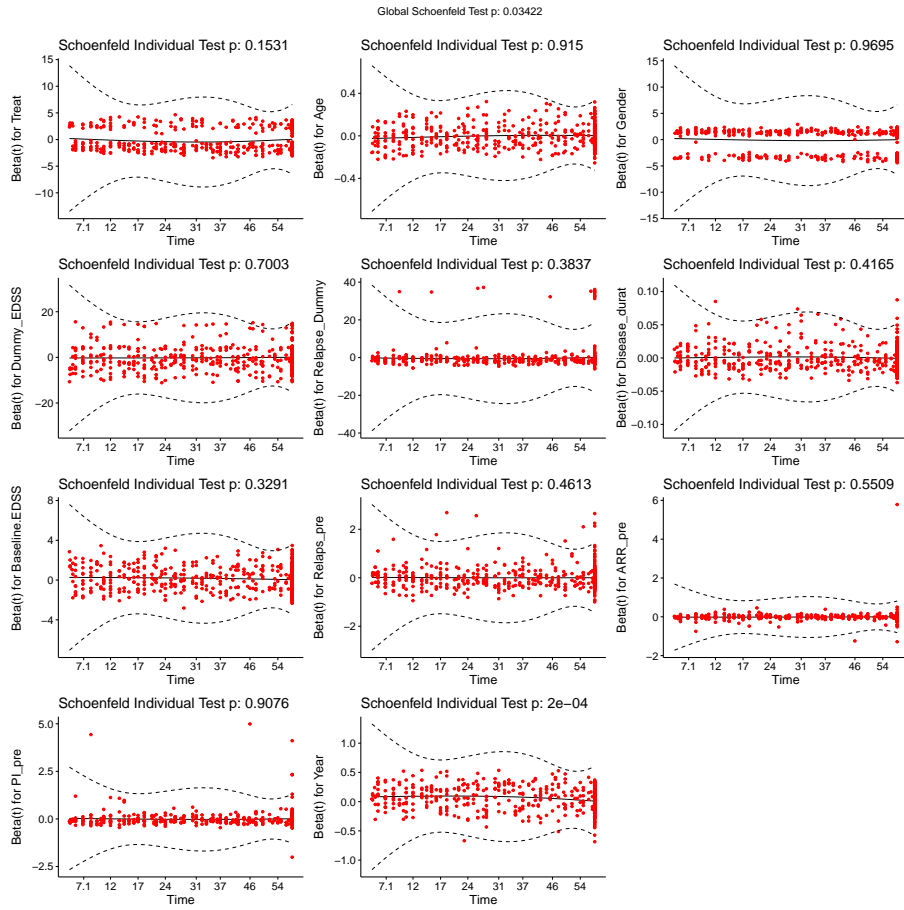 Global Schoenfeld Test p: 0.03422
Schoenfeld Individual Test p: 0.1531
Beta(t) for Treat
15
10
5
0
−5
−10
7.1 12 17 24 31 37 46 54
Time
Schoenfeld Individual Test p: 0.915
Beta(t) for Age
0.4
0.0
−0.4
7.1 12 17 24 31 37 46 54
Time
Schoenfeld Individual Test p: 0.9695
Beta(t) for Gender
15
10
5
0
−5
−10
−15
7.1 12 17 24 31 37 46 54
Time
Schoenfeld Individual Test p: 0.7003
Beta(t) for Dummy_EDSS
20
0
−20
7.1 12 17 24 31 37 46 54
Time
Schoenfeld Individual Test p: 0.3837
Beta(t) for Relapse_Dummy
40
20
0
−20
−40
7.1 12 17 24 31 37 46 54
Time
Schoenfeld Individual Test p: 0.4165
Beta(t) for Disease_durat
0.10
0.05
0.00
−0.05
−0.10
7.1 12 17 24 31 37 46 54
Time
Schoenfeld Individual Test p: 0.3291
Beta(t) for Baseline.EDSS
8
4
0
−4
7.1 12 17 24 31 37 46 54
Time
Schoenfeld Individual Test p: 0.4613
Beta(t) for Relaps_pre
2
0
−2
7.1 12 17 24 31 37 46 54
Time
Schoenfeld Individual Test p: 0.5509
Beta(t) for ARR_pre
6
4
2
0
−2
7.1 12 17 24 31 37 46 54
Time
Schoenfeld Individual Test p: 0.9076
Beta(t) for PI_pre
5.0
2.5
0.0
−2.5
7.1 12 17 24 31 37 46 54
Time
Schoenfeld Individual Test p: 2e−04
Beta(t) for Year
1.0
0.5
0.0
−0.5
−1.0
7.1 12 17 24 31 37 46 54
Time